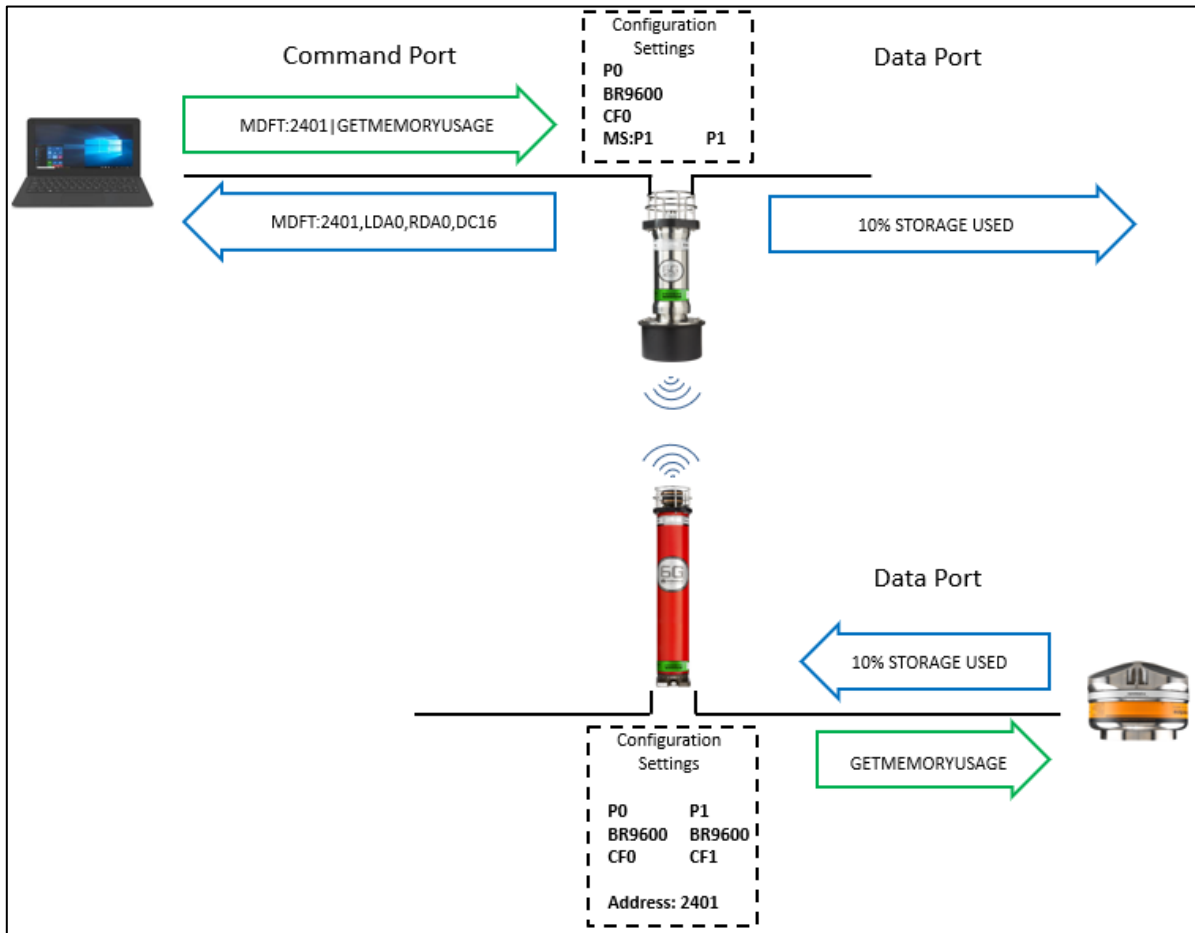 Command Port
Configuration
Settings
P0
BR9600
CF0
MS:P1 P1
Data Port
MDFT:2401|GETMEMORYUSAGE
MDFT:2401,LDA0,RDA0,DC16
10% STORAGE USED
6G
6G
Data Port
10% STORAGE USED
GETMEMORYUSAGE
Configuration
Settings
P0 P1
BR9600 BR9600
CF0 CF1
Address: 2401